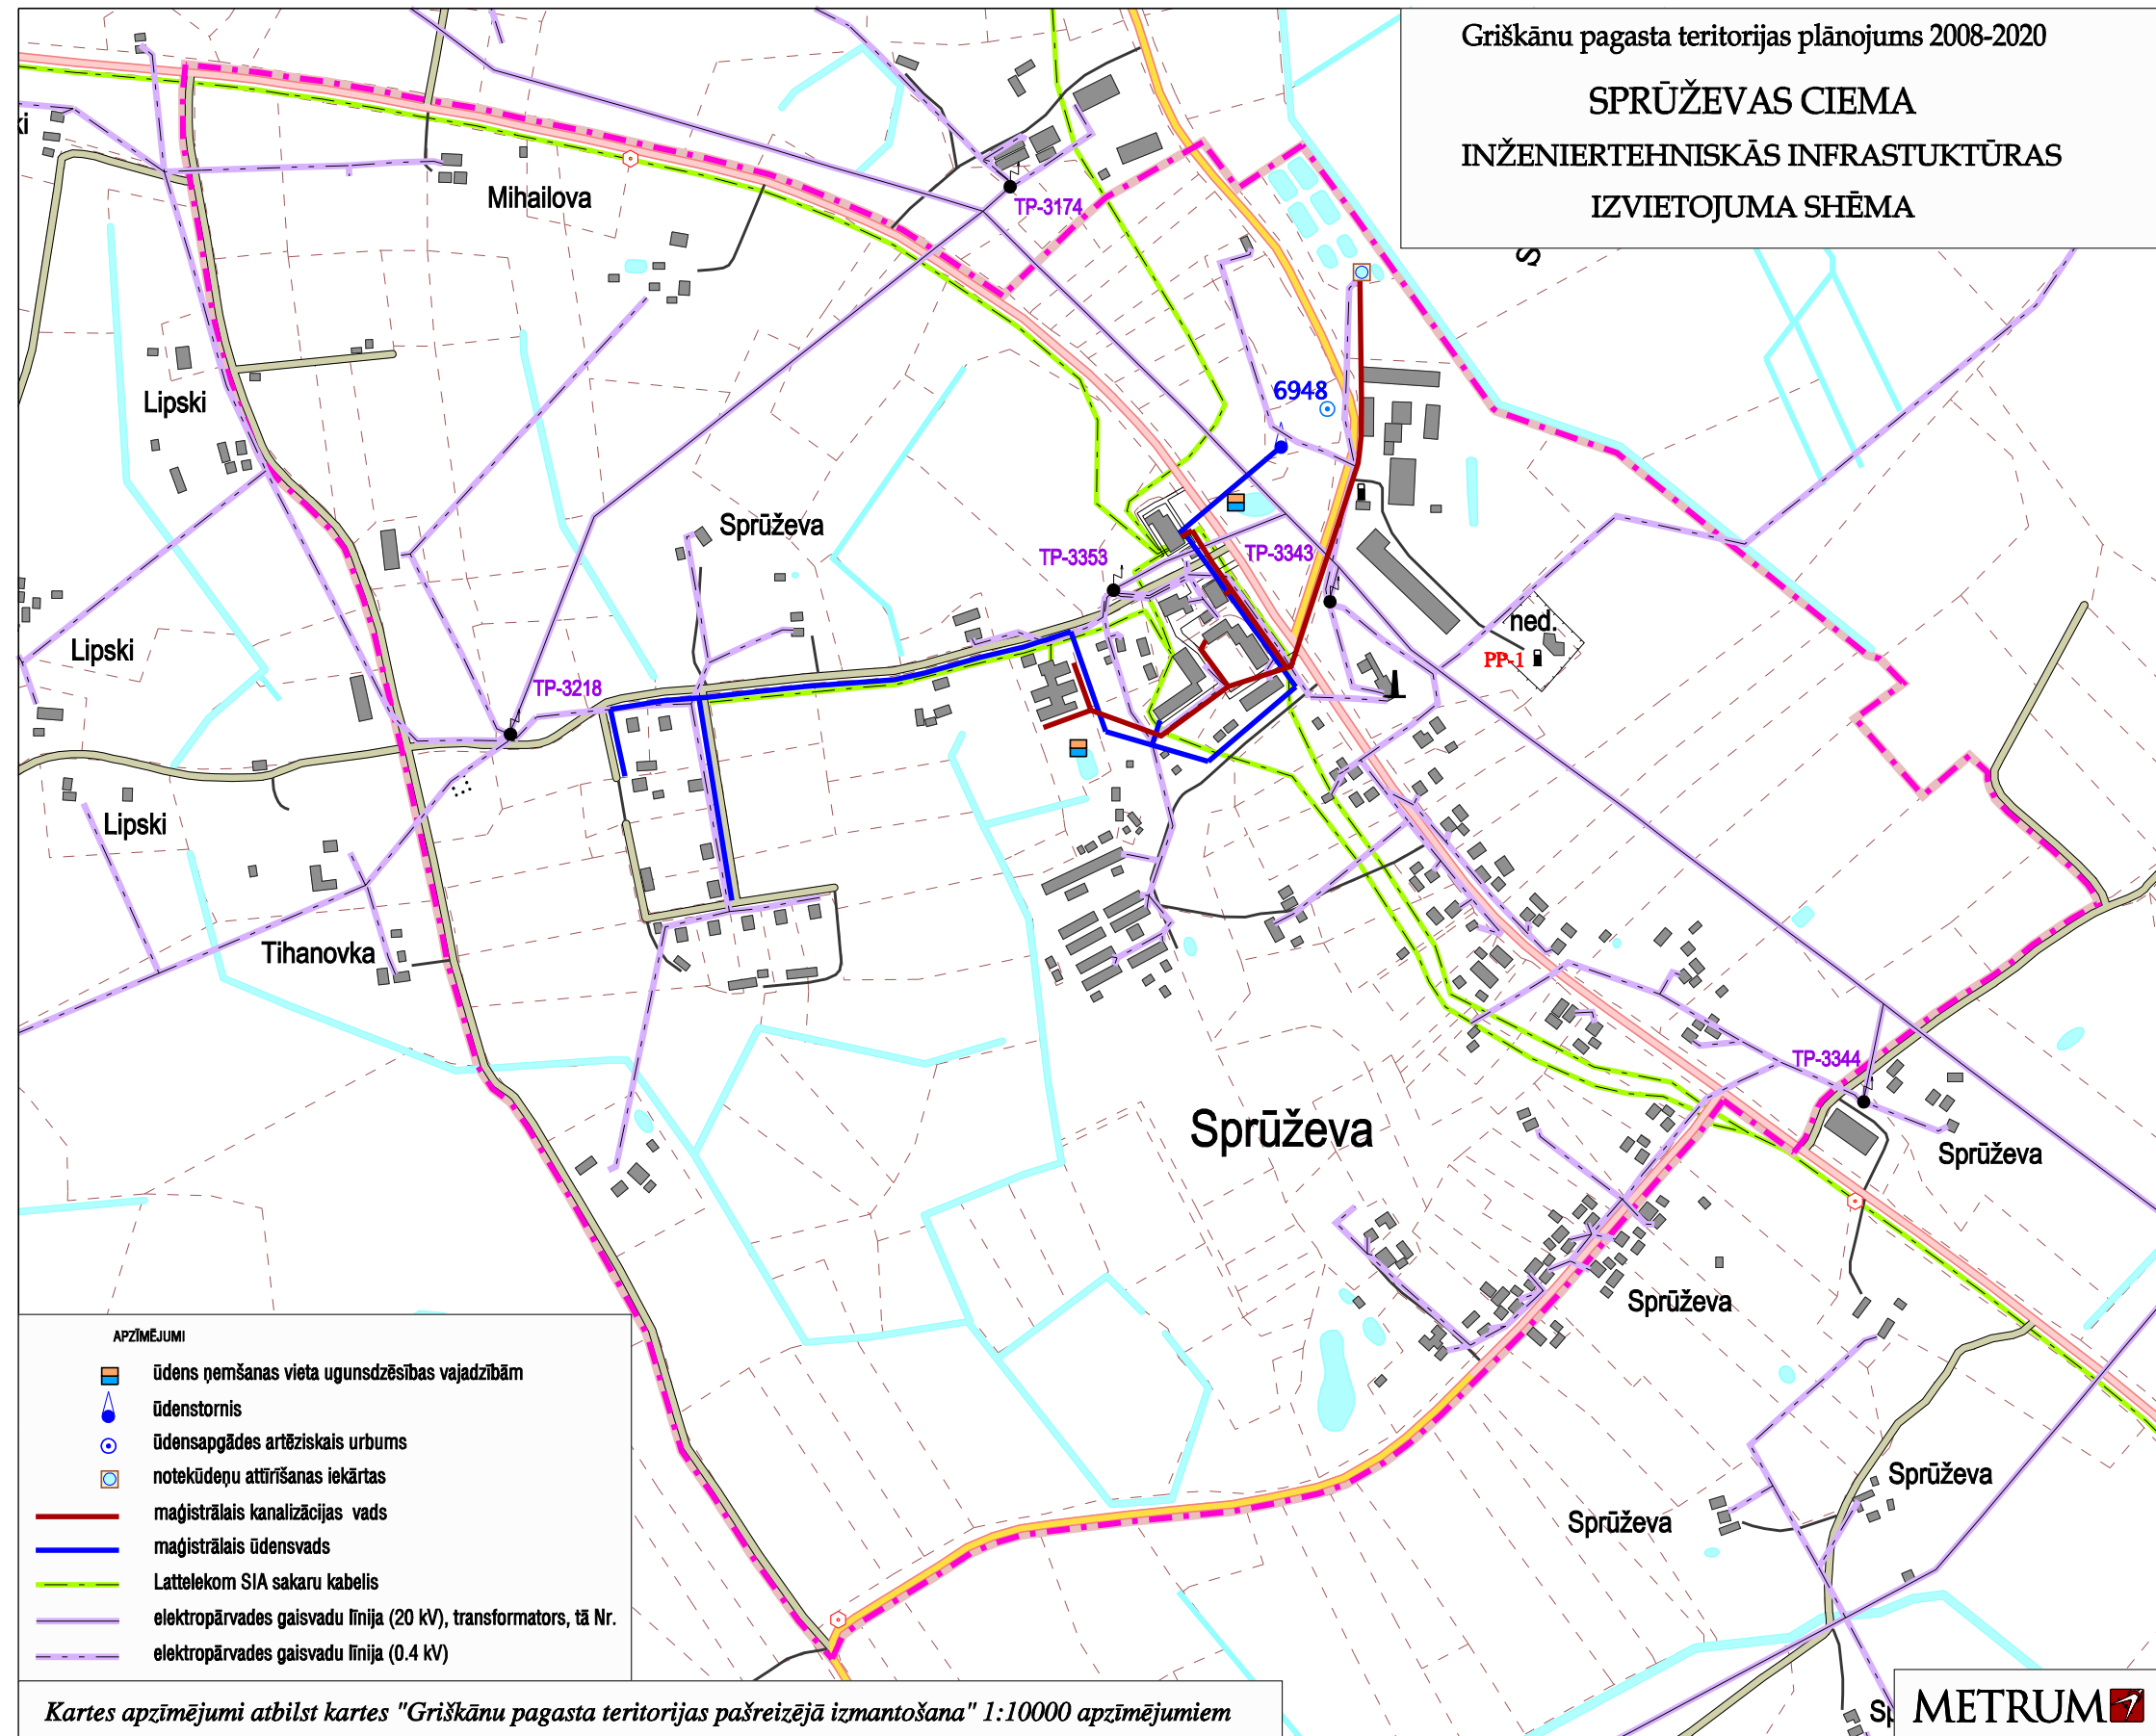 Griškānu pagasta teritorijas plānojums 2008-2020
SPRŪŽEVAS CIEMA
INŽENIERTEHNISKĀS INFRASTUKTŪRAS
IZVIETOJUMA SHĒMA
ki
Mihailova
TP-3174
S
Lipski
6948
Sprūževa
TP-3353
TP-3343
ned.
PP-1
Lipski
TP-3218
Lipski
Tihanovka
TP-3344
Sprūževa
Sprūževa
Sprūževa
Sprūževa
Sprūževa
Sp
APZĪMĒJUMI
ūdens ņemšanas vieta ugunsdzēsības vajadzībām
ūdenstornis
ūdensapgādes artēziskais urbums
notekūdeņu attīrīšanas iekārtas
maģistrālais kanalizācijas vads
maģistrālais ūdensvads
Lattelekom SIA sakaru kabelis
elektropārvades gaisvadu līnija (20 kV), transformators, tā Nr.
elektropārvades gaisvadu līnija (0.4 kV)
Kartes apzīmējumi atbilst kartes "Griškānu pagasta teritorijas pašreizējā izmantošana" 1:10000 apzīmējumiem
METRUM